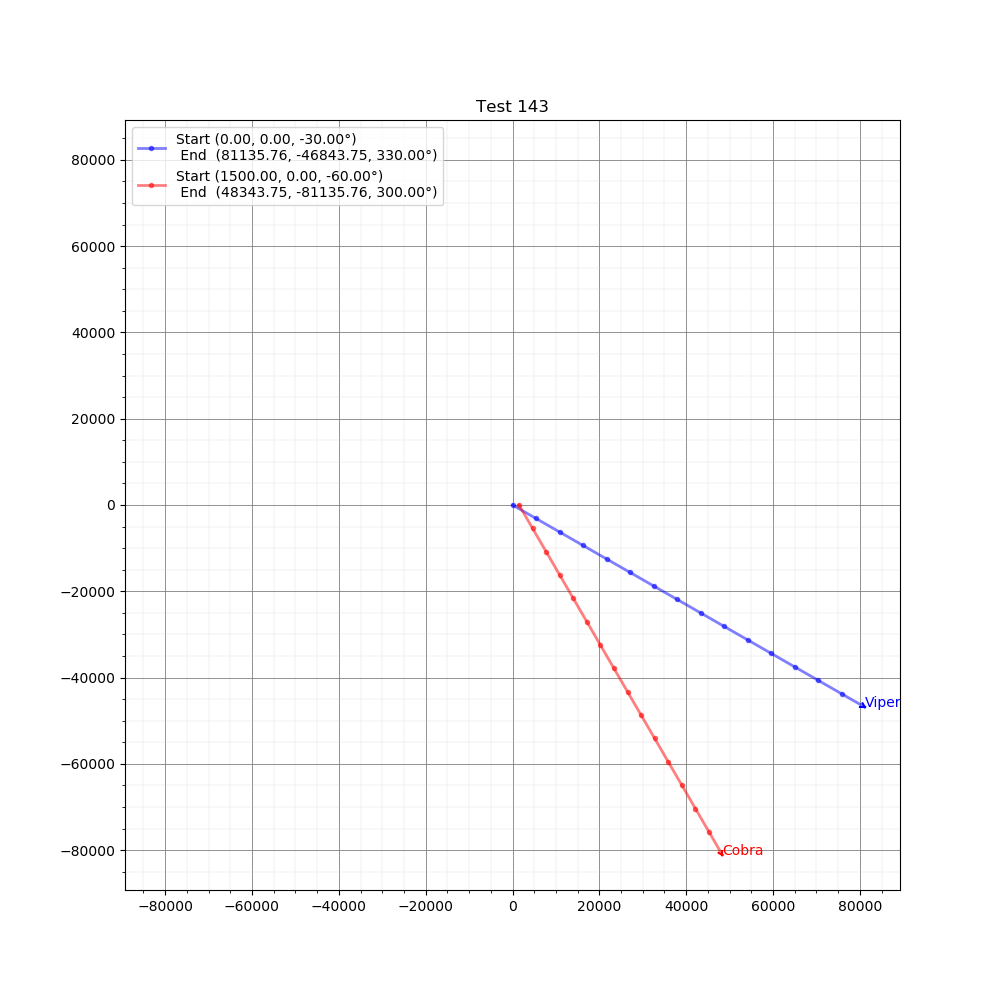 Test 143
Start (0.00, 0.00, -30.00°)
End (81135.76, -46843.75, 330.00°)
Start (1500.00, 0.00, -60.00°)
End (48343.75, -81135.76, 300.00°)
80000
60000
40000
20000
0
−20000
−40000
Viper
−60000
−80000
Cobra
−80000 −60000 −40000 −20000 0 20000 40000 60000 80000